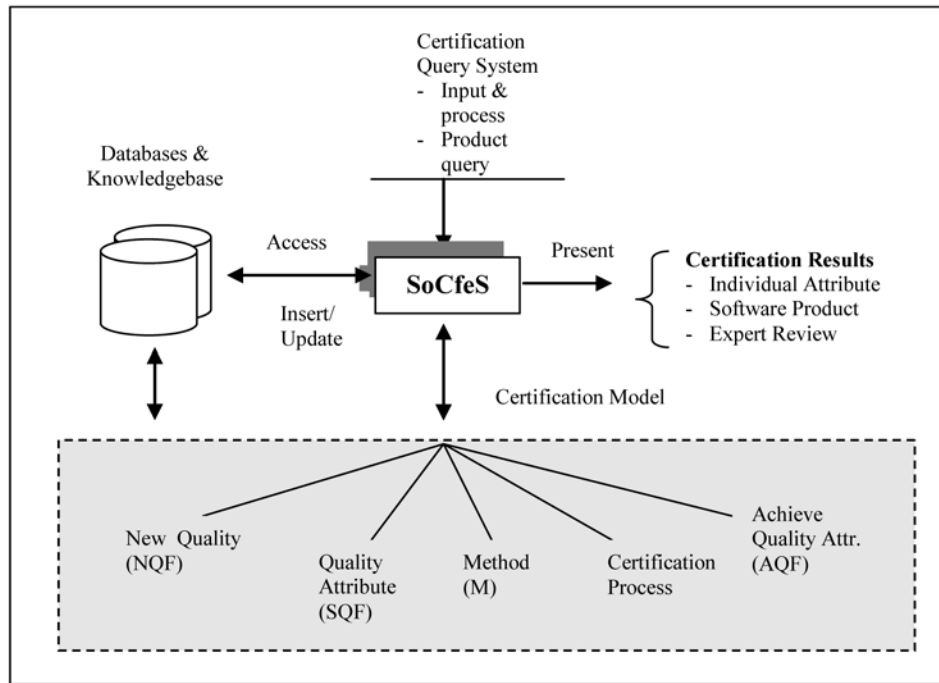 Certification
Query System
- Input &
process
- Product
query
Databases &
Knowledgebase
Access
Insert/
Update
SoCfeS
Present
Certification Results
- Individual Attribute
- Software Product
- Expert Review
Certification Model
New Quality
(NQF)
Quality
Attribute
(SQF)
Method
(M)
Certification
Process
Achieve
Quality Attr.
(AQF)